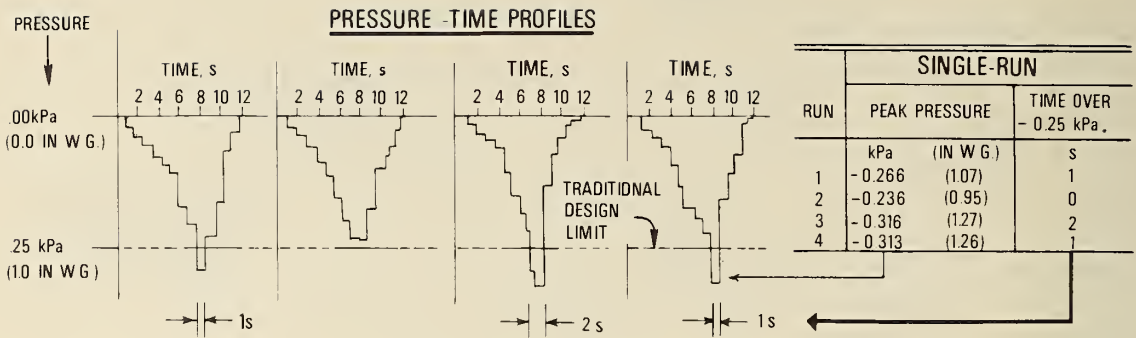 PRESSURE -TIME PROFILES
PRESSURE
TIME, s
2 4 6 8 10 12
TIME, s
2 4 6 8 10 12
TIME, s
2 4 6 8 10 12
TIME, s
2 4 6 8 10 12
.00kPa
(0.0 IN W G.)
.25 kPa
(1.0 IN W G.)
TRADITIONAL
DESIGN
LIMIT
1s
2 s
1 s
SINGLE-RUN
RUN PEAK PRESSURE TIME OVER
- 0.25 kPa.
kPa (IN W G.) s
1 -0.266 (1.07) 1
2 -0.236 (0.95) 0
3 -0.316 (1.27) 2
4 -0.313 (1.26) 1